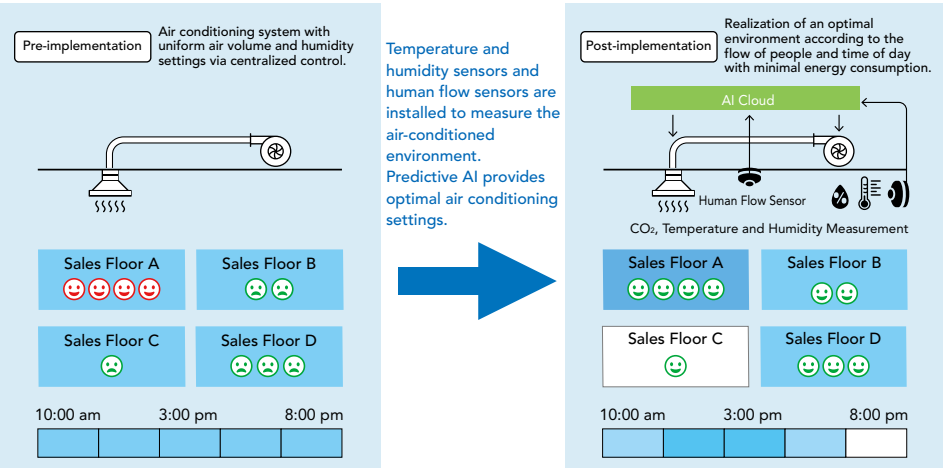 Pre-implementation
Air conditioning system with
uniform air volume and humidity
settings via centralized control.
Sales Floor A
Sales Floor B
Sales Floor C
Sales Floor D
10:00 am 3:00 pm 8:00 pm
Temperature and
humidity sensors and
human flow sensors are
installed to measure the
air-conditioned
environment.
Predictive AI provides
optimal air conditioning
settings.
Post-implementation
Realization of an optimal
environment according to the
flow of people and time of day
with minimal energy consumption.
AI Cloud
Human Flow Sensor
CO₂, Temperature and Humidity Measurement
Sales Floor A
Sales Floor B
Sales Floor C
Sales Floor D
10:00 am 3:00 pm 8:00 pm